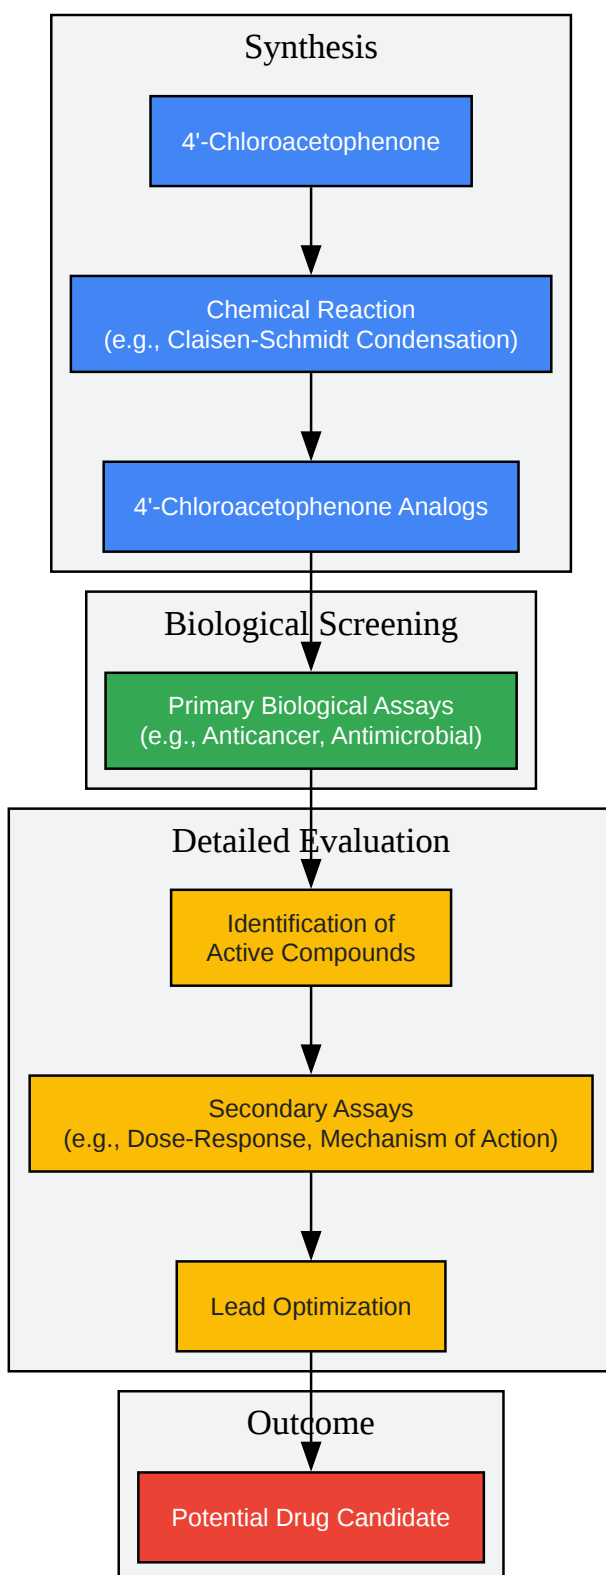 Synthesis
4'-Chloroacetophenone
Chemical Reaction
(e.g., Claisen-Schmidt Condensation)
4'-Chloroacetophenone Analogs
Biological Screening
Primary Biological Assays
(e.g., Anticancer, Antimicrobial)
Detailed Evaluation
Identification of
Active Compounds
Secondary Assays
(e.g., Dose-Response, Mechanism of Action)
Lead Optimization
Outcome
Potential Drug Candidate